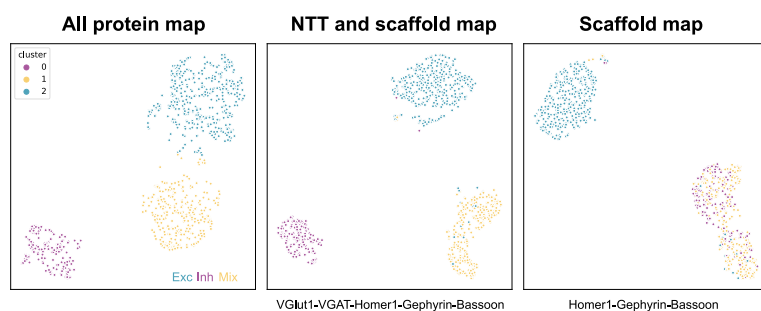 All protein map
NTT and scaffold map
Scaffold map
cluster
0
1
2
Exc Inh Mix
VGlut1-VGAT-Homer1-Gephyrin-Bassoon
Homer1-Gephyrin-Bassoon